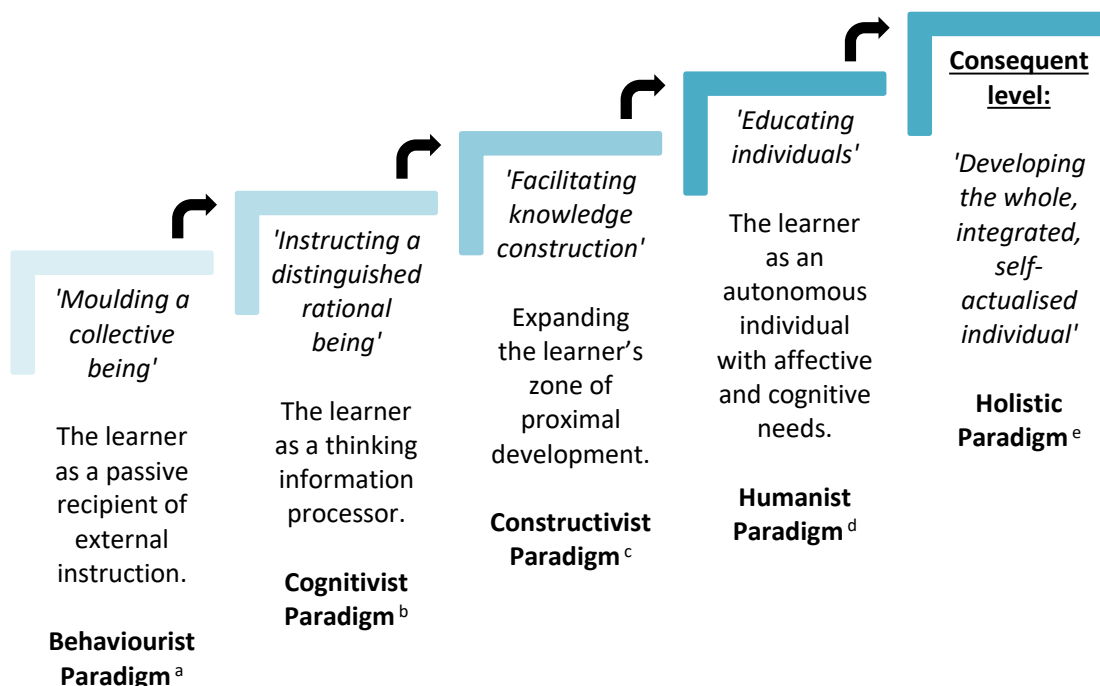 'Moulding a
collective
being'
The learner
as a passive
recipient of
external
instruction.
Behaviourist
Paradigm a
'Instructing a
distinguished
rational
being'
The learner
as a thinking
information
processor.
Cognitivist
Paradigm b
'Facilitating
knowledge
construction'
Expanding
the learner’s
zone of
proximal
development.
Constructivist
Paradigm c
'Educating
individuals'
The learner
as an
autonomous
individual
with affective
and cognitive
needs.
Humanist
Paradigm d
Consequent
level:
'Developing
the whole,
integrated,
self-
actualised
individual'
Holistic
Paradigm e